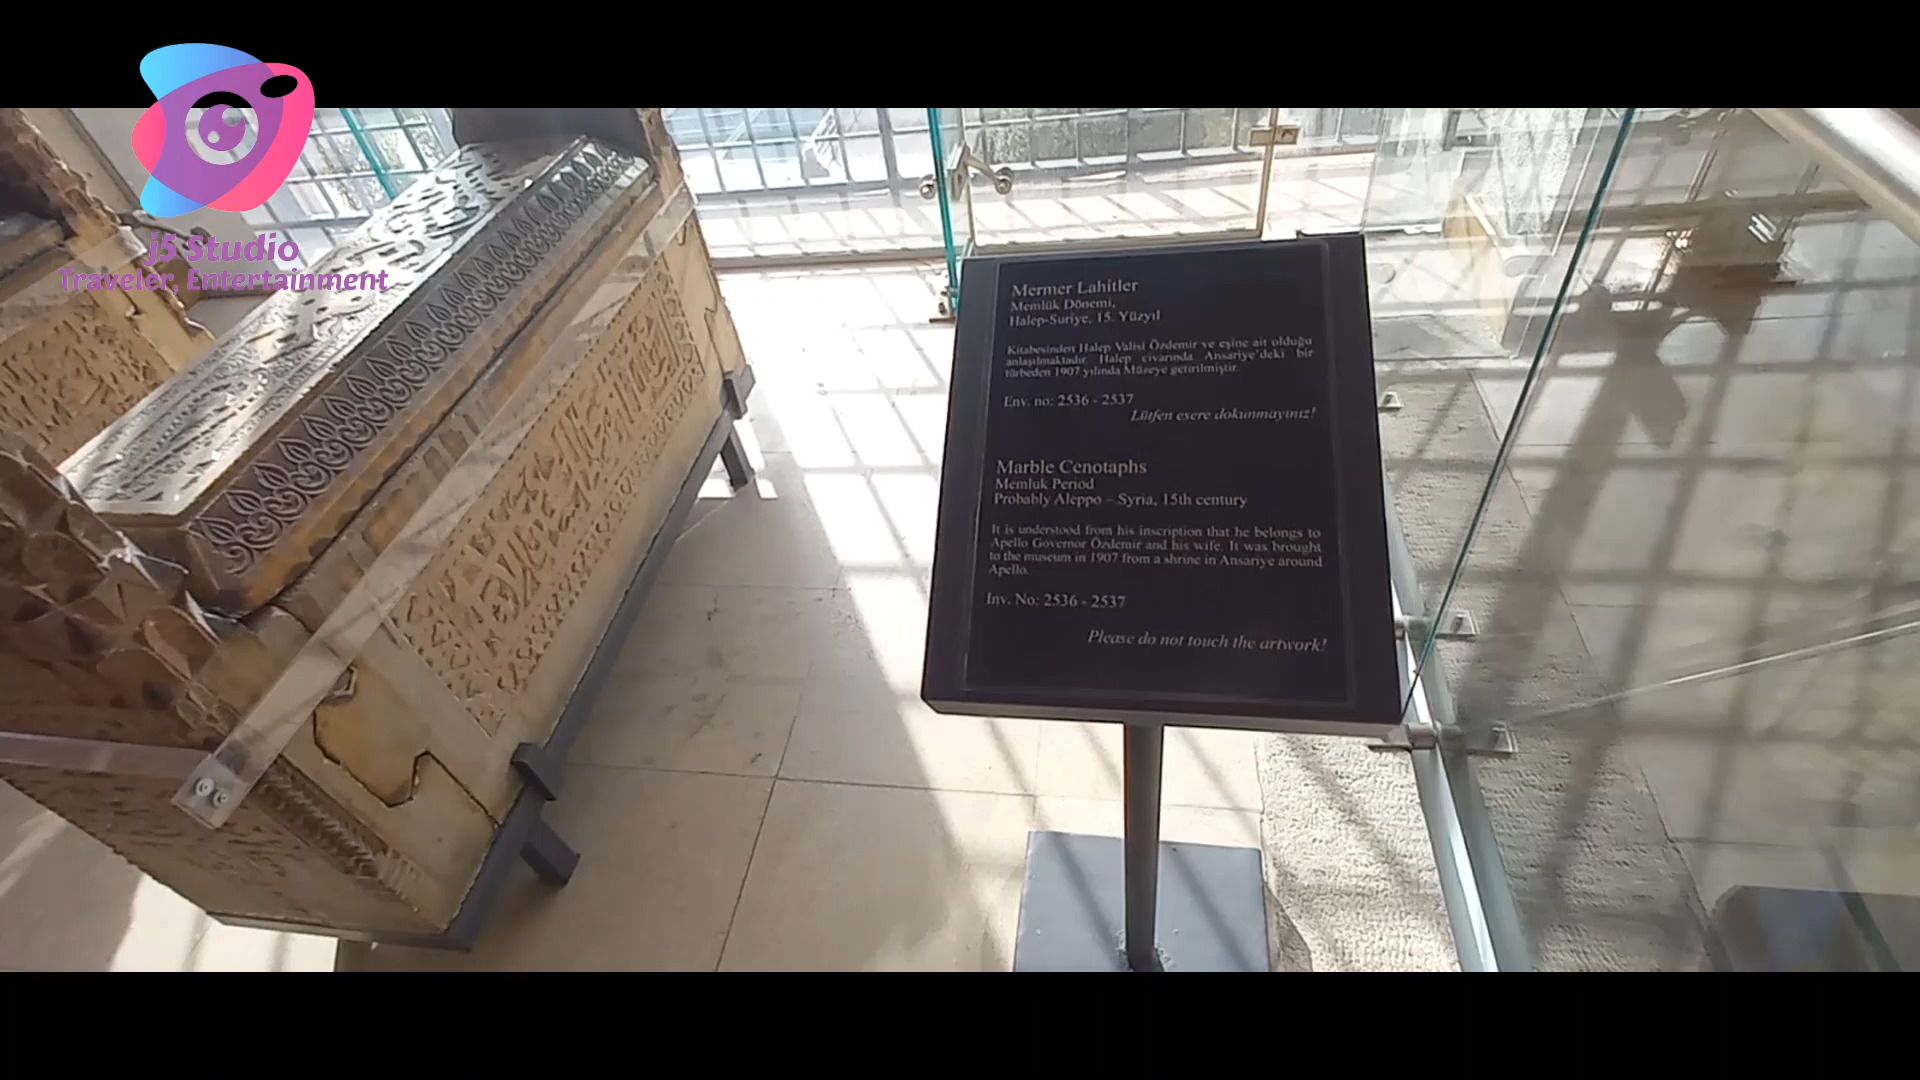 j5 Studio
Traveler, Entertainment
Mermer Lahitler
Memlük Dönemi,
Halep-Suriye, 15. Yüzyıl
Kitabesinden Halep Valisi Özdemir ve eşine ait olduğu
anlaşılmaktadır. Halep civarında Ansariye'deki bir
türbeden 1907 yılında Müzeye getirilmiştir.
Env. no: 2536 - 2537
Lütfen esere dokunmayınız!
Marble Cenotaphs
Memluk Period
Probably Aleppo – Syria, 15th century
It is understood from his inscription that he belongs to
Apello Governor Özdemir and his wife. It was brought
to the museum in 1907 from a shrine in Ansariye around
Apello.
Inv. No: 2536 - 2537
Please do not touch the artwork!